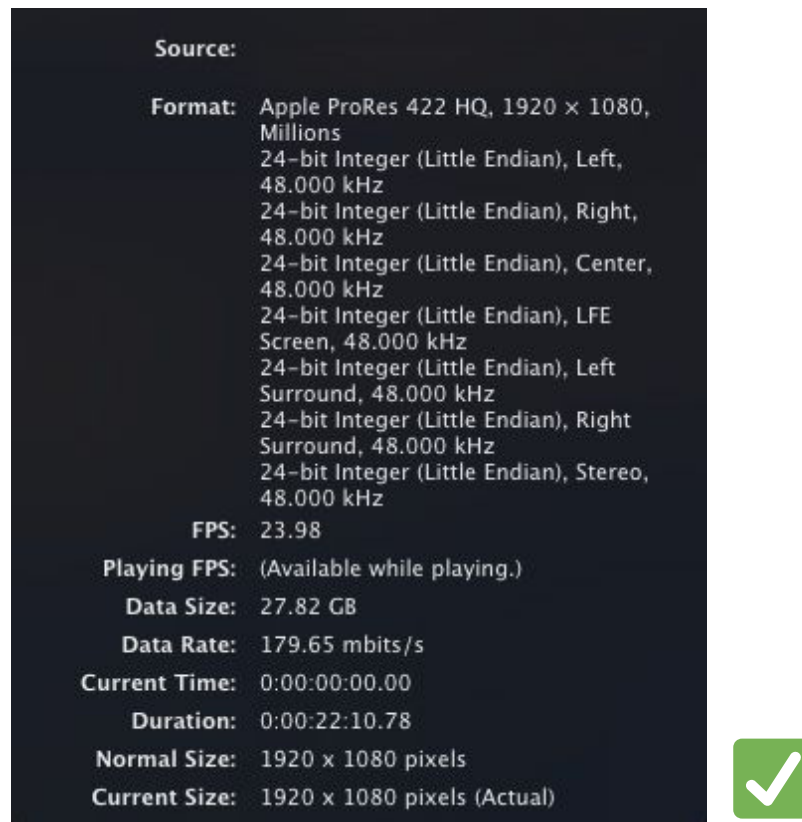 Source:
Format: Apple ProRes 422 HQ, 1920 × 1080,
Millions
24-bit Integer (Little Endian), Left,
48.000 kHz
24-bit Integer (Little Endian), Right,
48.000 kHz
24-bit Integer (Little Endian), Center,
48.000 kHz
24-bit Integer (Little Endian), LFE
Screen, 48.000 kHz
24-bit Integer (Little Endian), Left
Surround, 48.000 kHz
24-bit Integer (Little Endian), Right
Surround, 48.000 kHz
24-bit Integer (Little Endian), Stereo,
48.000 kHz
FPS: 23.98
Playing FPS: (Available while playing.)
Data Size: 27.82 GB
Data Rate: 179.65 mbits/s
Current Time: 0:00:00:00.00
Duration: 0:00:22:10.78
Normal Size: 1920 x 1080 pixels
Current Size: 1920 x 1080 pixels (Actual)